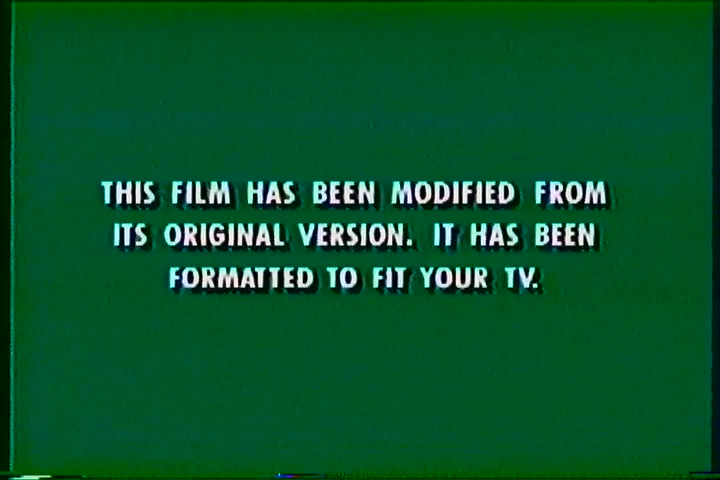 THIS FILM HAS BEEN MODIFIED FROM
ITS ORIGINAL VERSION. IT HAS BEEN
FORMATTED TO FIT YOUR TV.